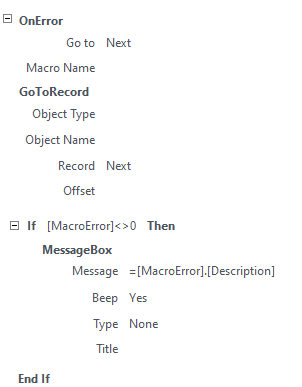 OnError
Go to Next
Macro Name
GoToRecord
Object Type
Object Name
Record Next
Offset
If [MacroError]<>0 Then
MessageBox
Message =[MacroError].[Description]
Beep Yes
Type None
Title
End If